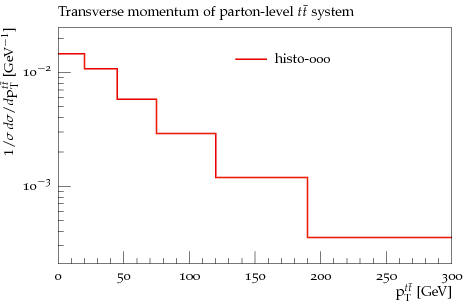 Transverse momentum of parton-level tt̄ system
1/σ dσ/dp_T^{tt̄} [GeV⁻¹]
histo-000
10⁻²
10⁻³
0 50 100 150 200 250 300
p_T^{tt̄} [GeV]